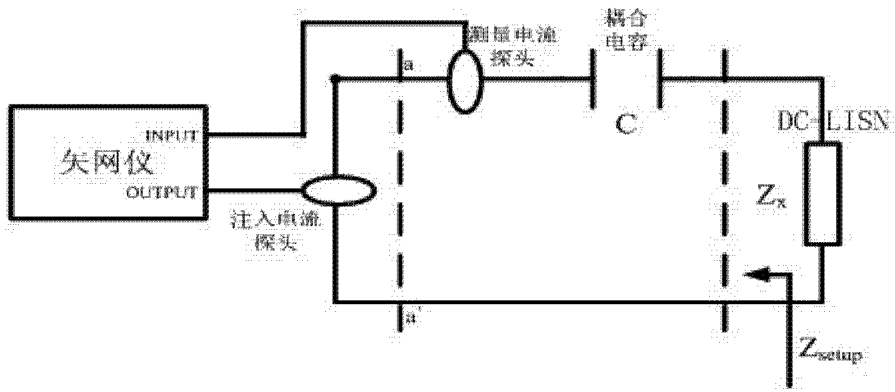 测量电流
探头
耦合
电容
a
INPUT
矢网仪
OUTPUT
C
DC-LISN
Zx
注入电流
探头
a'
Zsetup